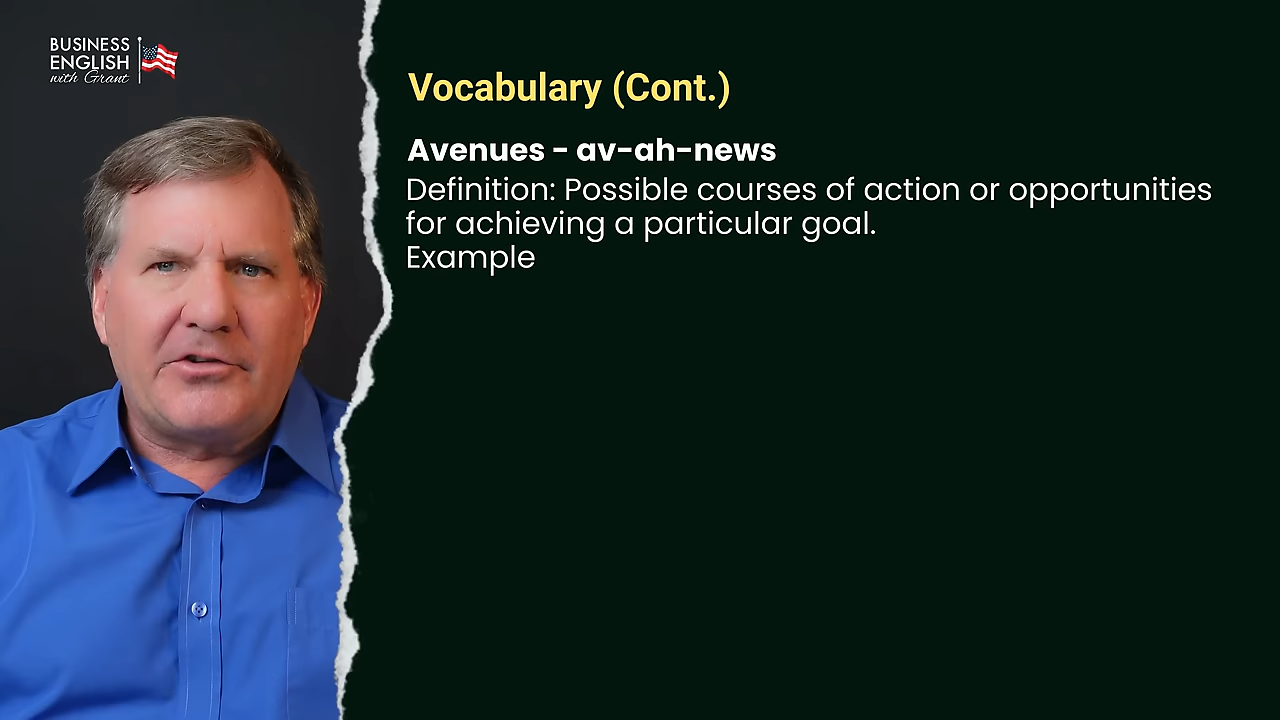 BUSINESS
ENGLISH
with Grant
Vocabulary (Cont.)
Avenues - av-ah-news
Definition: Possible courses of action or opportunities
for achieving a particular goal.
Example